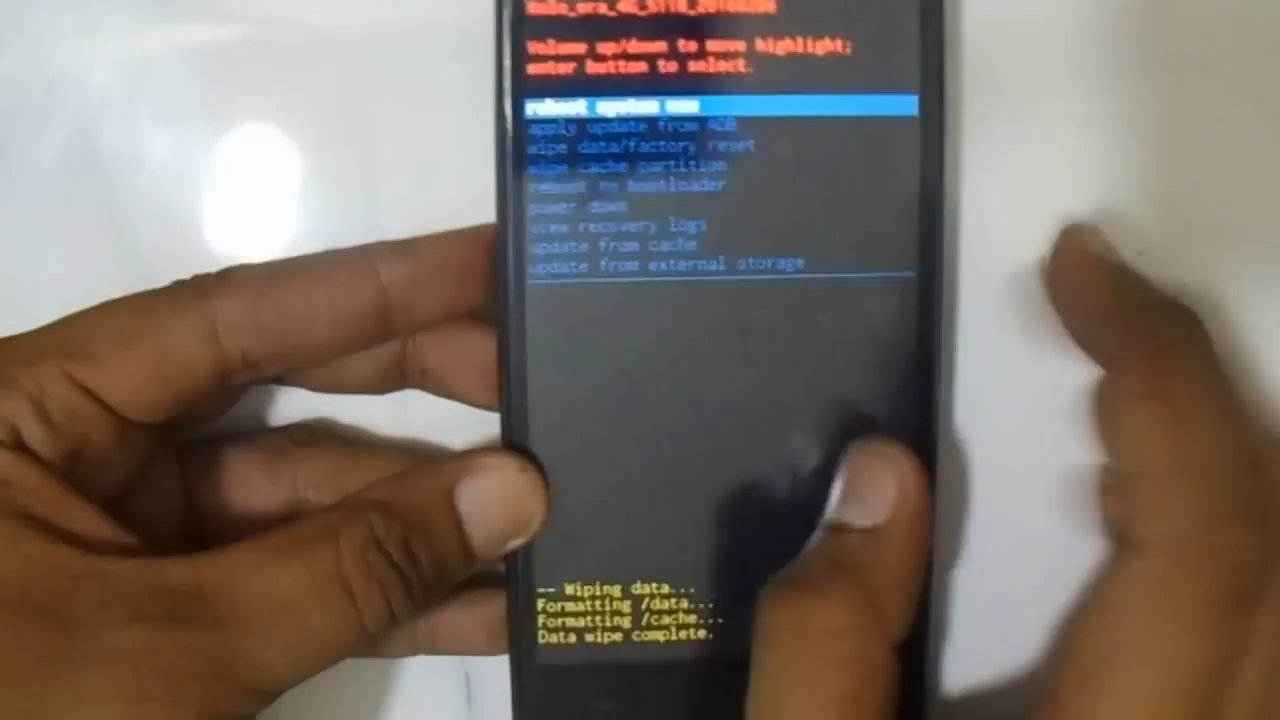 Volume up/down to move highlight;
enter button to select.
reboot system now
apply update from ADB
wipe data/factory reset
wipe cache partition
reboot to bootloader
power down
view recovery logs
update from cache
update from external storage
-- Wiping data...
Formatting /data...
Formatting /cache...
Data wipe complete.